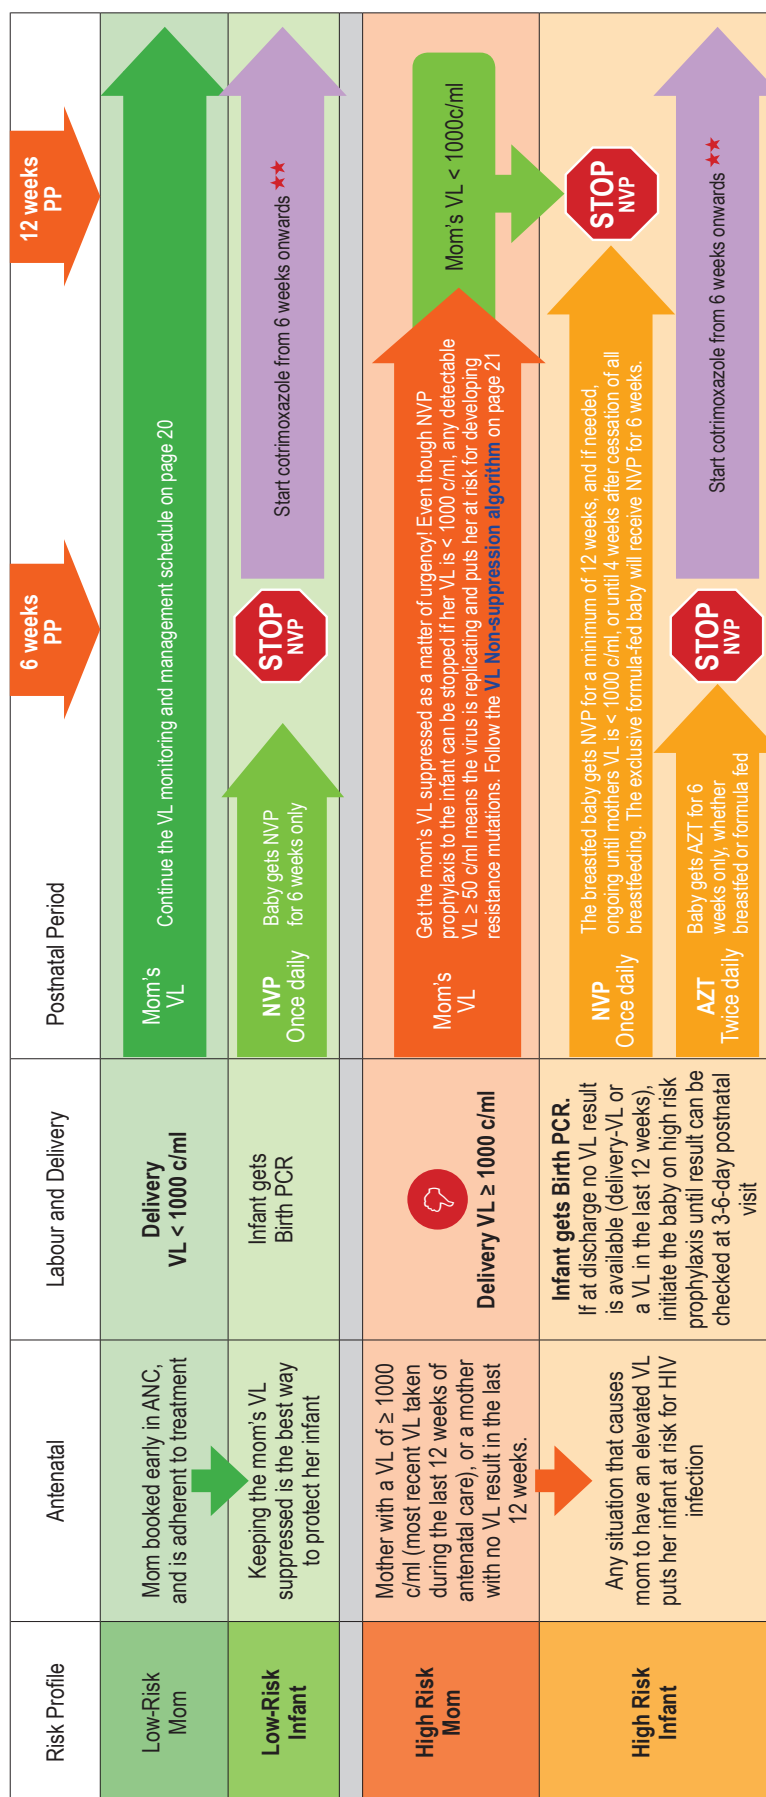 Risk Profile
Antenatal
Labour and Delivery
Postnatal Period
6 weeks
PP
12 weeks
PP
Low-Risk
Mom
Mom booked early in ANC,
and is adherent to treatment
Delivery
VL < 1000 c/ml
Mom's
VL
Continue the VL monitoring and management schedule on page 20
Low-Risk
Infant
Keeping the mom's VL
suppressed is the best way
to protect her infant
Infant gets
Birth PCR
NVP
Once daily
Baby gets NVP
for 6 weeks only
STOP
NVP
Start cotrimoxazole from 6 weeks onwards ★★
High Risk
Mom
Mother with a VL of ≥ 1000
c/ml (most recent VL taken
during the last 12 weeks of
antenatal care), or a mother
with no VL result in the last
12 weeks.
Delivery VL ≥ 1000 c/ml
Mom's
VL
Get the mom's VL suppressed as a matter of urgency! Even though NVP
prophylaxis to the infant can be stopped if her VL is < 1000 c/ml, any detectable
VL ≥ 50 c/ml means the virus is replicating and puts her at risk for developing
resistance mutations. Follow the VL Non-suppression algorithm on page 21
Mom's VL < 1000c/ml
High Risk
Infant
Any situation that causes
mom to have an elevated VL
puts her infant at risk for HIV
infection
Infant gets Birth PCR.
If at discharge no VL result
is available (delivery-VL or
a VL in the last 12 weeks),
initiate the baby on high risk
prophylaxis until result can be
checked at 3-6-day postnatal
visit
NVP
Once daily
The breastfed baby gets NVP for a minimum of 12 weeks, and if needed,
ongoing until mothers VL is < 1000 c/ml, or until 4 weeks after cessation of all
breastfeeding. The exclusive formula-fed baby will receive NVP for 6 weeks.
STOP
NVP
AZT
Twice daily
Baby gets AZT for 6
weeks only, whether
breastfed or formula fed
STOP
NVP
Start cotrimoxazole from 6 weeks onwards ★★